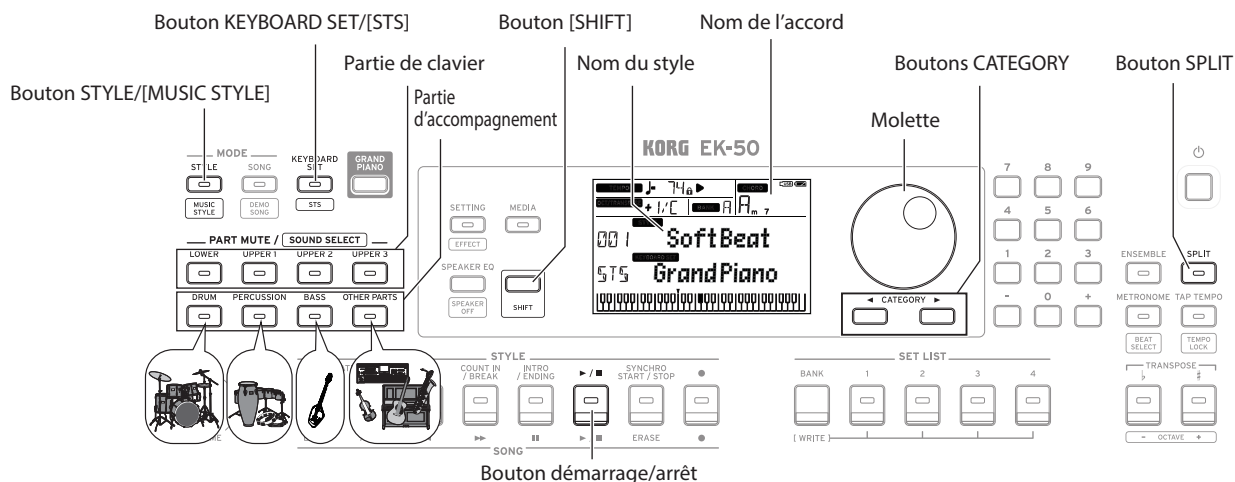 Bouton KEYBOARD SET/[STS]
Bouton [SHIFT]
Nom de l'accord
Partie de clavier
Nom du style
Boutons CATEGORY
Bouton SPLIT
Bouton STYLE/[MUSIC STYLE]
Partie
d'accompagnement
Molette
KORG EK-50
MODE
STYLE
SONG
KEYBOARD
SET
GRAND
PIANO
MUSIC
STYLE
DEMO
SONG
STS
PART MUTE / SOUND SELECT
LOWER UPPER 1 UPPER 2 UPPER 3
DRUM PERCUSSION BASS OTHER PARTS
SETTING
MEDIA
EFFECT
SPEAKER EQ
SPEAKER
OFF
SHIFT
TEMPO
74
CHORD
BANK
A
Am 7
001 SoftBeat
STS GrandPiano
◄ CATEGORY ►
7 8 9
4 5 6
1 2 3
- 0 +
ENSEMBLE
SPLIT
METRONOME TAP TEMPO
BEAT
SELECT
TEMPO
LOCK
TRANSPOSE
♭ ♯
- OCTAVE +
STYLE
COUNT IN
/ BREAK
INTRO
/ ENDING
►/■
SYNCHRO
START / STOP
●
►► ▮▮ ►/■ ERASE ●
SONG
SET LIST
BANK 1 2 3 4
[ WRITE ]
Bouton démarrage/arrêt